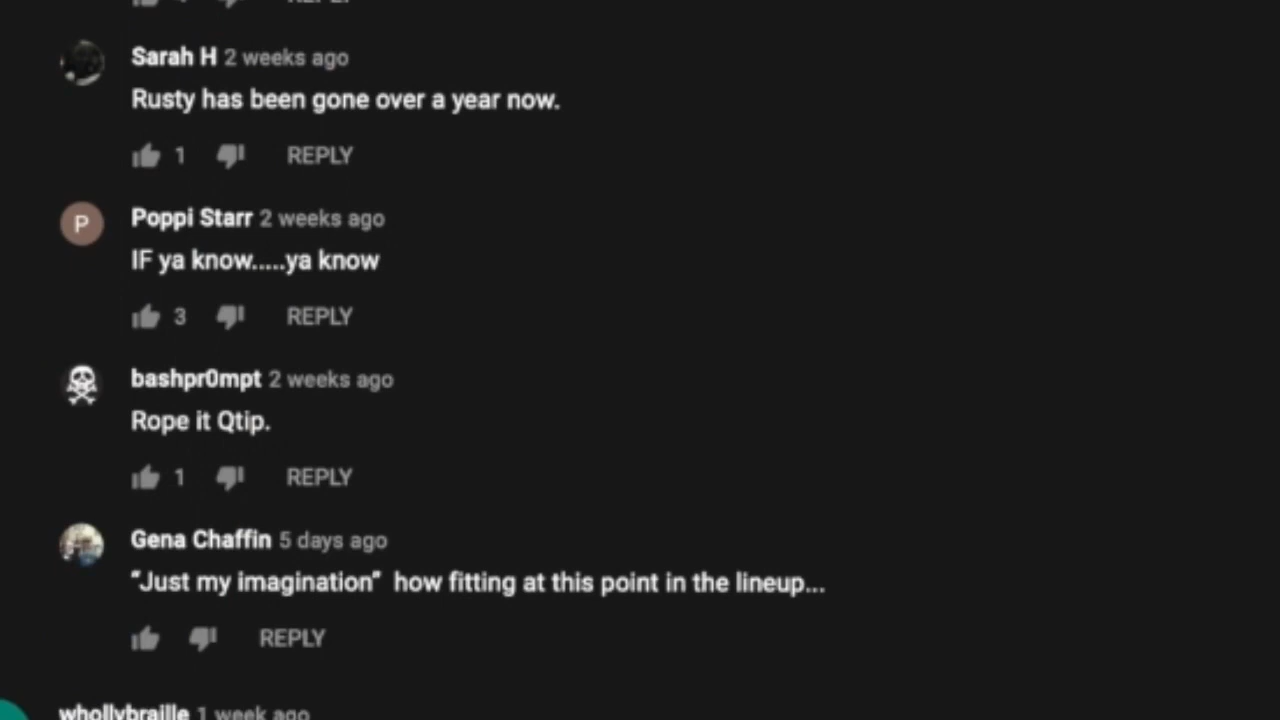 REPLY
Sarah H 2 weeks ago
Rusty has been gone over a year now.
1 REPLY
P
Poppi Starr 2 weeks ago
IF ya know.....ya know
3 REPLY
bashpr0mpt 2 weeks ago
Rope it Qtip.
1 REPLY
Gena Chaffin 5 days ago
“Just my imagination” how fitting at this point in the lineup...
REPLY
whollybraille 1 week ago